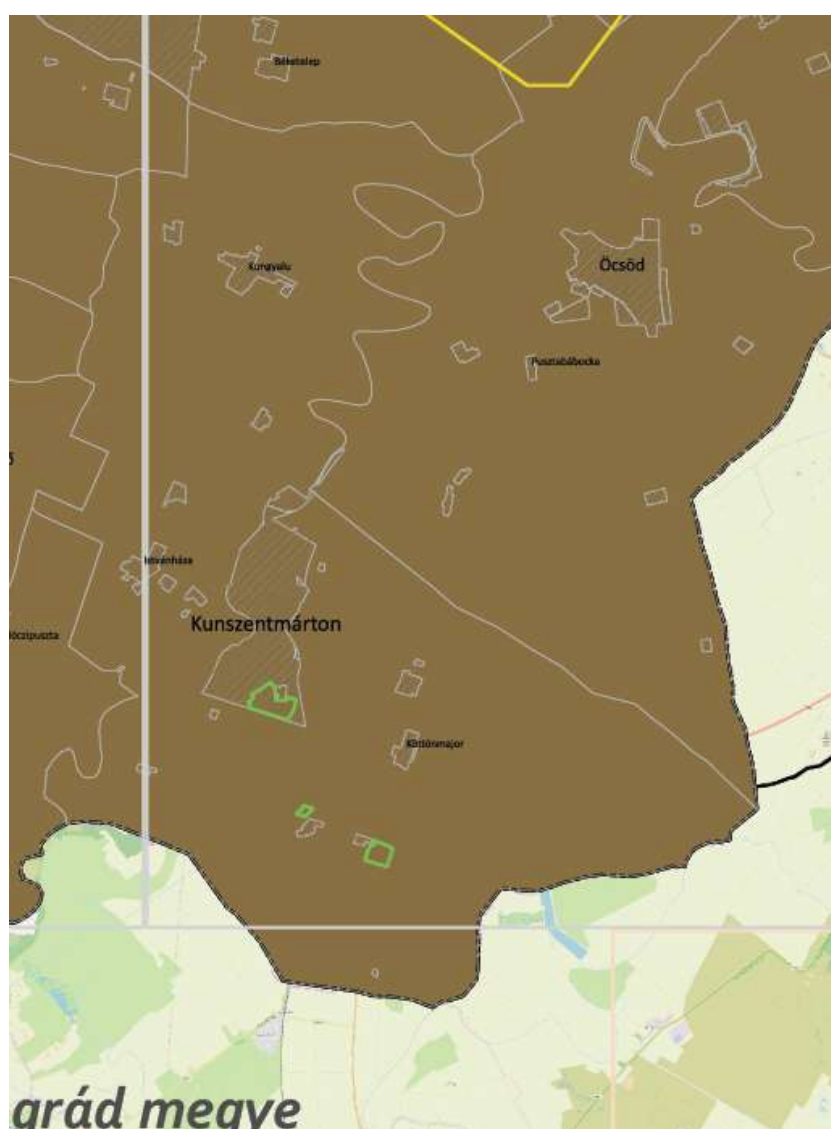 Béketelep
Kungyalu
Öcsöd
Pusztabábocka
Istvánháza
Kunszentmárton
Köttönmajor
grád megye